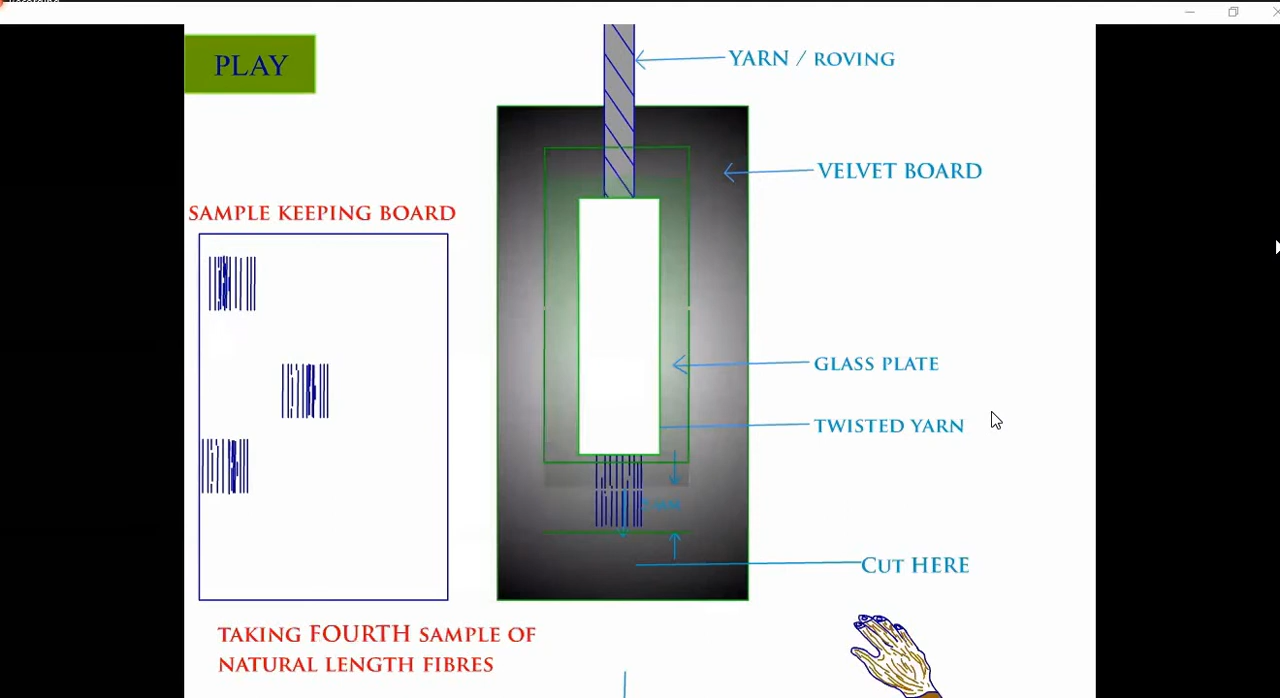 PLAY
YARN / ROVING
VELVET BOARD
SAMPLE KEEPING BOARD
GLASS PLATE
TWISTED YARN
CUT HERE
TAKING FOURTH SAMPLE OF
NATURAL LENGTH FIBRES